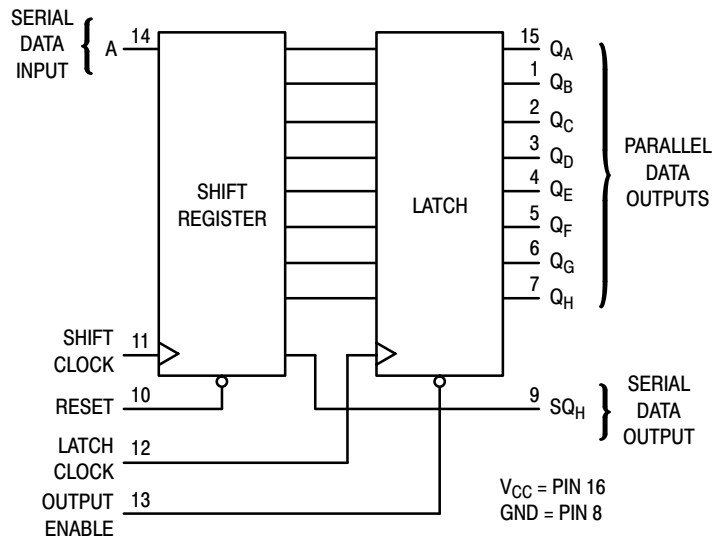 SERIAL
DATA
INPUT
A
14
SHIFT
REGISTER
LATCH
15
QA
1
QB
2
QC
3
QD
4
QE
5
QF
6
QG
7
QH
PARALLEL
DATA
OUTPUTS
SHIFT
CLOCK
11
RESET
10
LATCH
CLOCK
12
OUTPUT
ENABLE
13
9
SQH
SERIAL
DATA
OUTPUT
VCC = PIN 16
GND = PIN 8